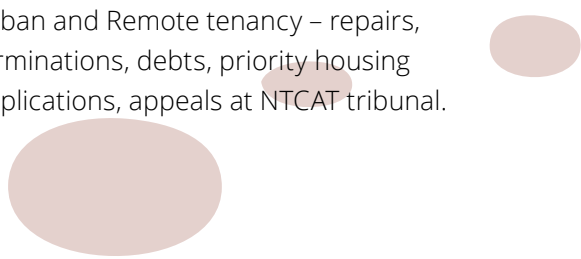 ban and Remote tenancy – repairs,
rminations, debts, priority housing
plications, appeals at NTCAT tribunal.